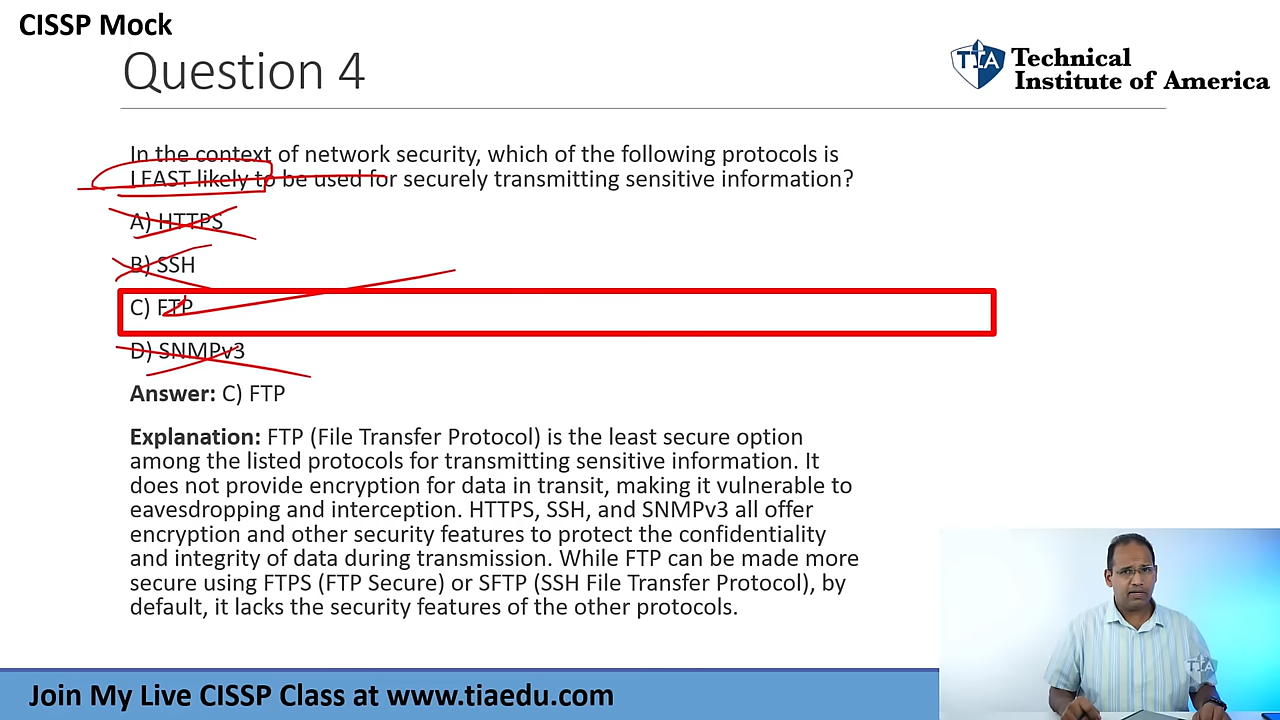 CISSP Mock
Question 4
TIA Technical
Institute of America
In the context of network security, which of the following protocols is
LEAST likely to be used for securely transmitting sensitive information?
A) HTTPS
B) SSH
C) FTP
D) SNMPv3
Answer: C) FTP
Explanation: FTP (File Transfer Protocol) is the least secure option
among the listed protocols for transmitting sensitive information. It
does not provide encryption for data in transit, making it vulnerable to
eavesdropping and interception. HTTPS, SSH, and SNMPv3 all offer
encryption and other security features to protect the confidentiality
and integrity of data during transmission. While FTP can be made more
secure using FTPS (FTP Secure) or SFTP (SSH File Transfer Protocol), by
default, it lacks the security features of the other protocols.
TIA
Join My Live CISSP Class at www.tiaedu.com